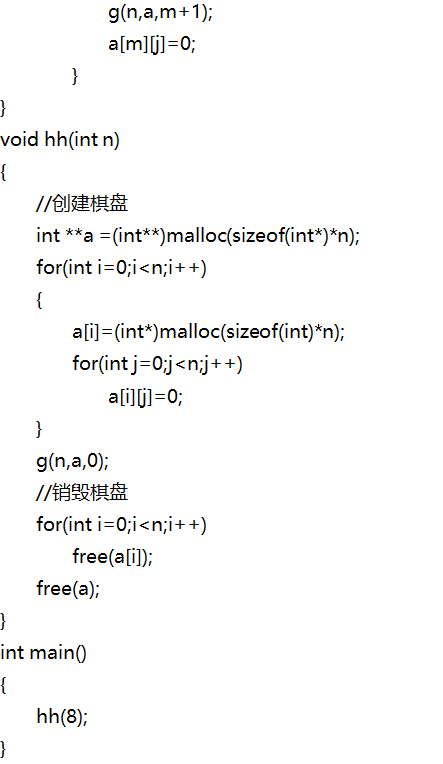 g(n,a,m+1);
a[m][j]=0;
}
}
void hh(int n)
{
//创建棋盘
int **a =(int**)malloc(sizeof(int*)*n);
for(int i=0;i<n;i++)
{
a[i]=(int*)malloc(sizeof(int)*n);
for(int j=0;j<n;j++)
a[i][j]=0;
}
g(n,a,0);
//销毁棋盘
for(int i=0;i<n;i++)
free(a[i]);
free(a);
}
int main()
{
hh(8);
}